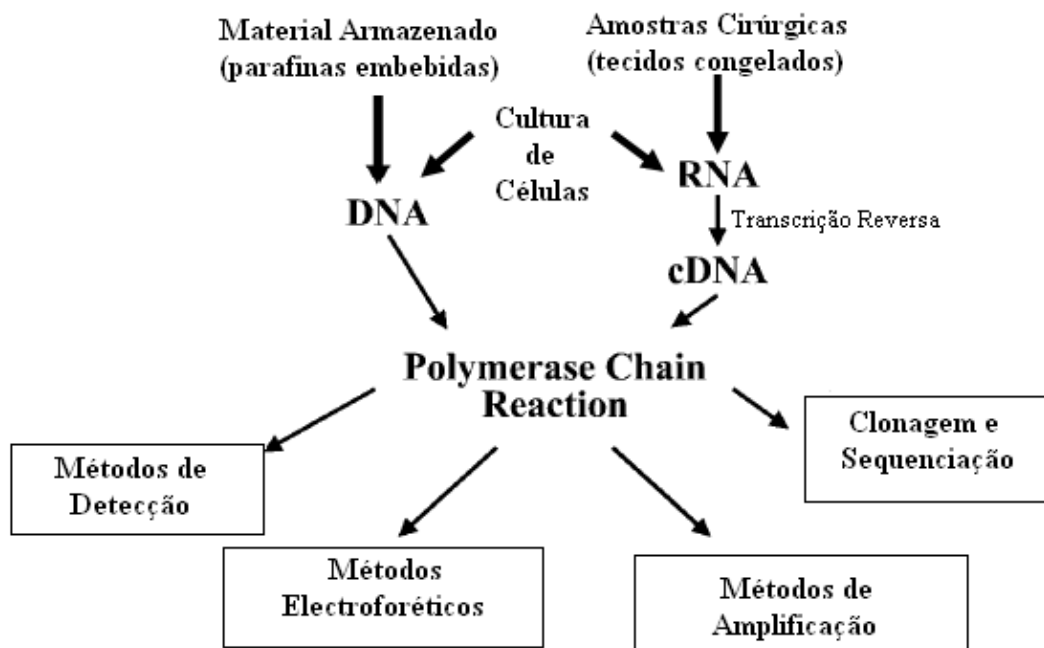 Material Armazenado
(parafinas embebidas)
Amostras Cirúrgicas
(tecidos congelados)
Cultura
de
Células
DNA
RNA
Transcrição Reversa
cDNA
Polymerase Chain
Reaction
Métodos de
Detecção
Métodos
Electroforéticos
Métodos de
Amplificação
Clonagem e
Sequenciação